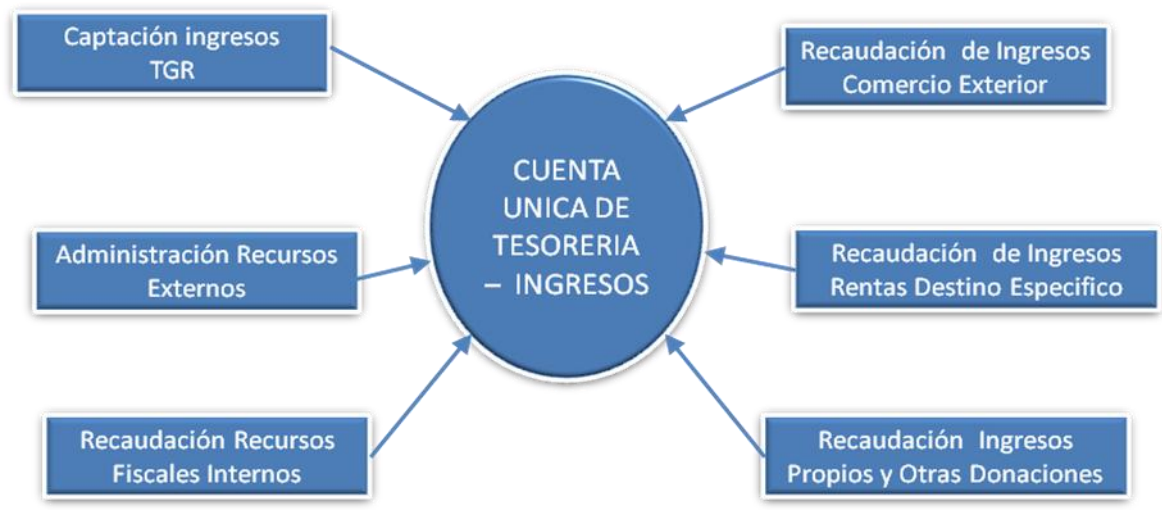 Captación ingresos
TGR
Recaudación de Ingresos
Comercio Exterior
CUENTA
UNICA DE
TESORERIA
– INGRESOS
Administración Recursos
Externos
Recaudación de Ingresos
Rentas Destino Especifico
Recaudación Recursos
Fiscales Internos
Recaudación Ingresos
Propios y Otras Donaciones